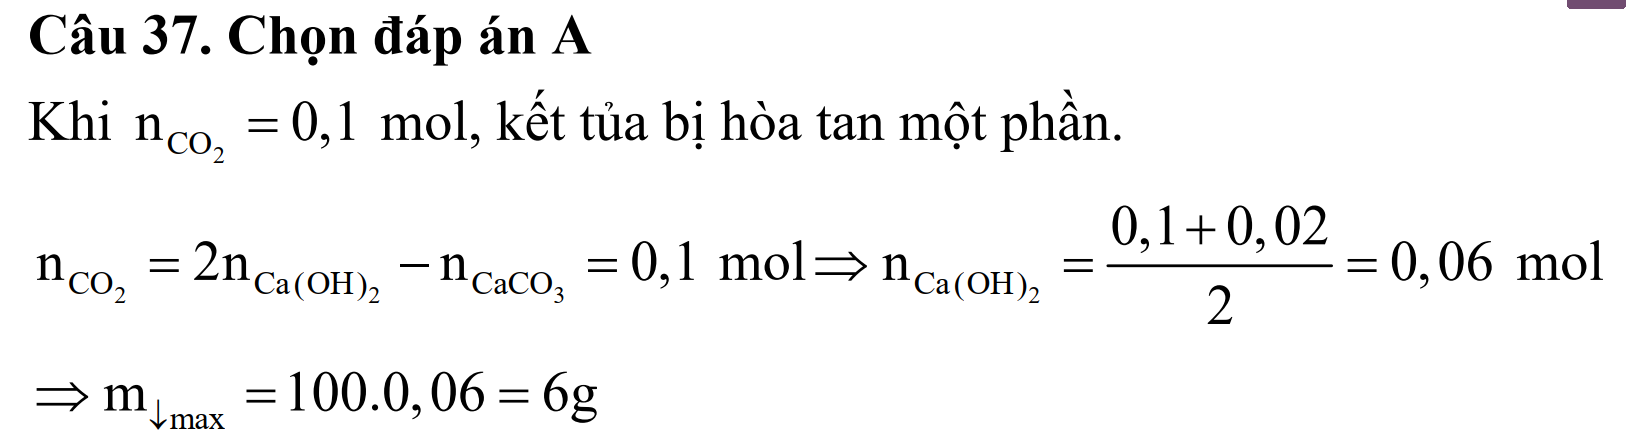 Câu 37. Chọn đáp án A
Khi n_{CO_2} = 0,1 mol, kết tủa bị hòa tan một phần.
n_{CO_2} = 2n_{Ca(OH)_2} - n_{CaCO_3} = 0,1 mol ⇒ n_{Ca(OH)_2} = \frac{0,1+0,02}{2} = 0,06 mol
⇒ m_{↓max} = 100.0,06 = 6g